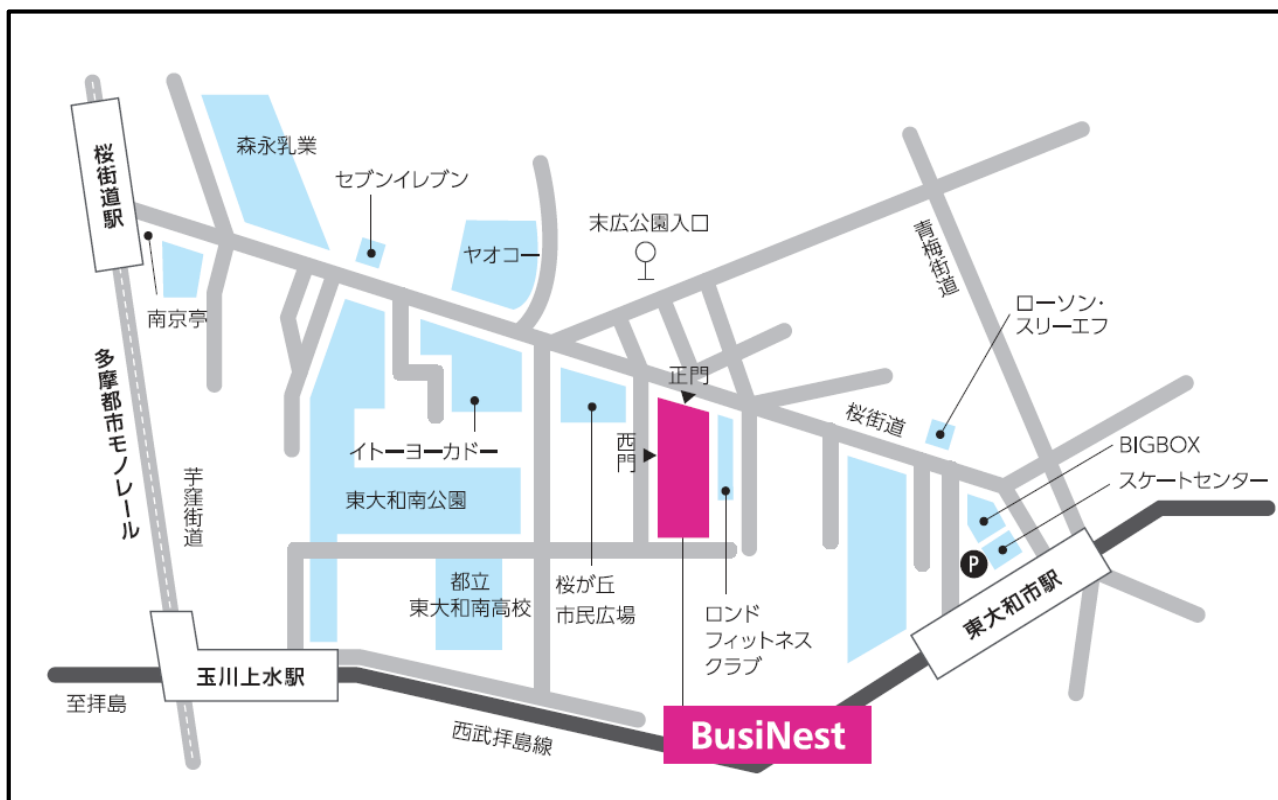 森永乳業
セブンイレブン
桜街道駅
末広公園入口
ヤオコー
青梅街道
ローソン・
スリーエフ
南京亭
多摩都市モノレール
正門
桜街道
イトーヨーカドー
西門
BIGBOX
スケートセンター
芋窪街道
東大和南公園
P
都立
東大和南高校
桜が丘
市民広場
ロンド
フィットネス
クラブ
東大和市駅
玉川上水駅
至拝島
西武拝島線
BusiNest